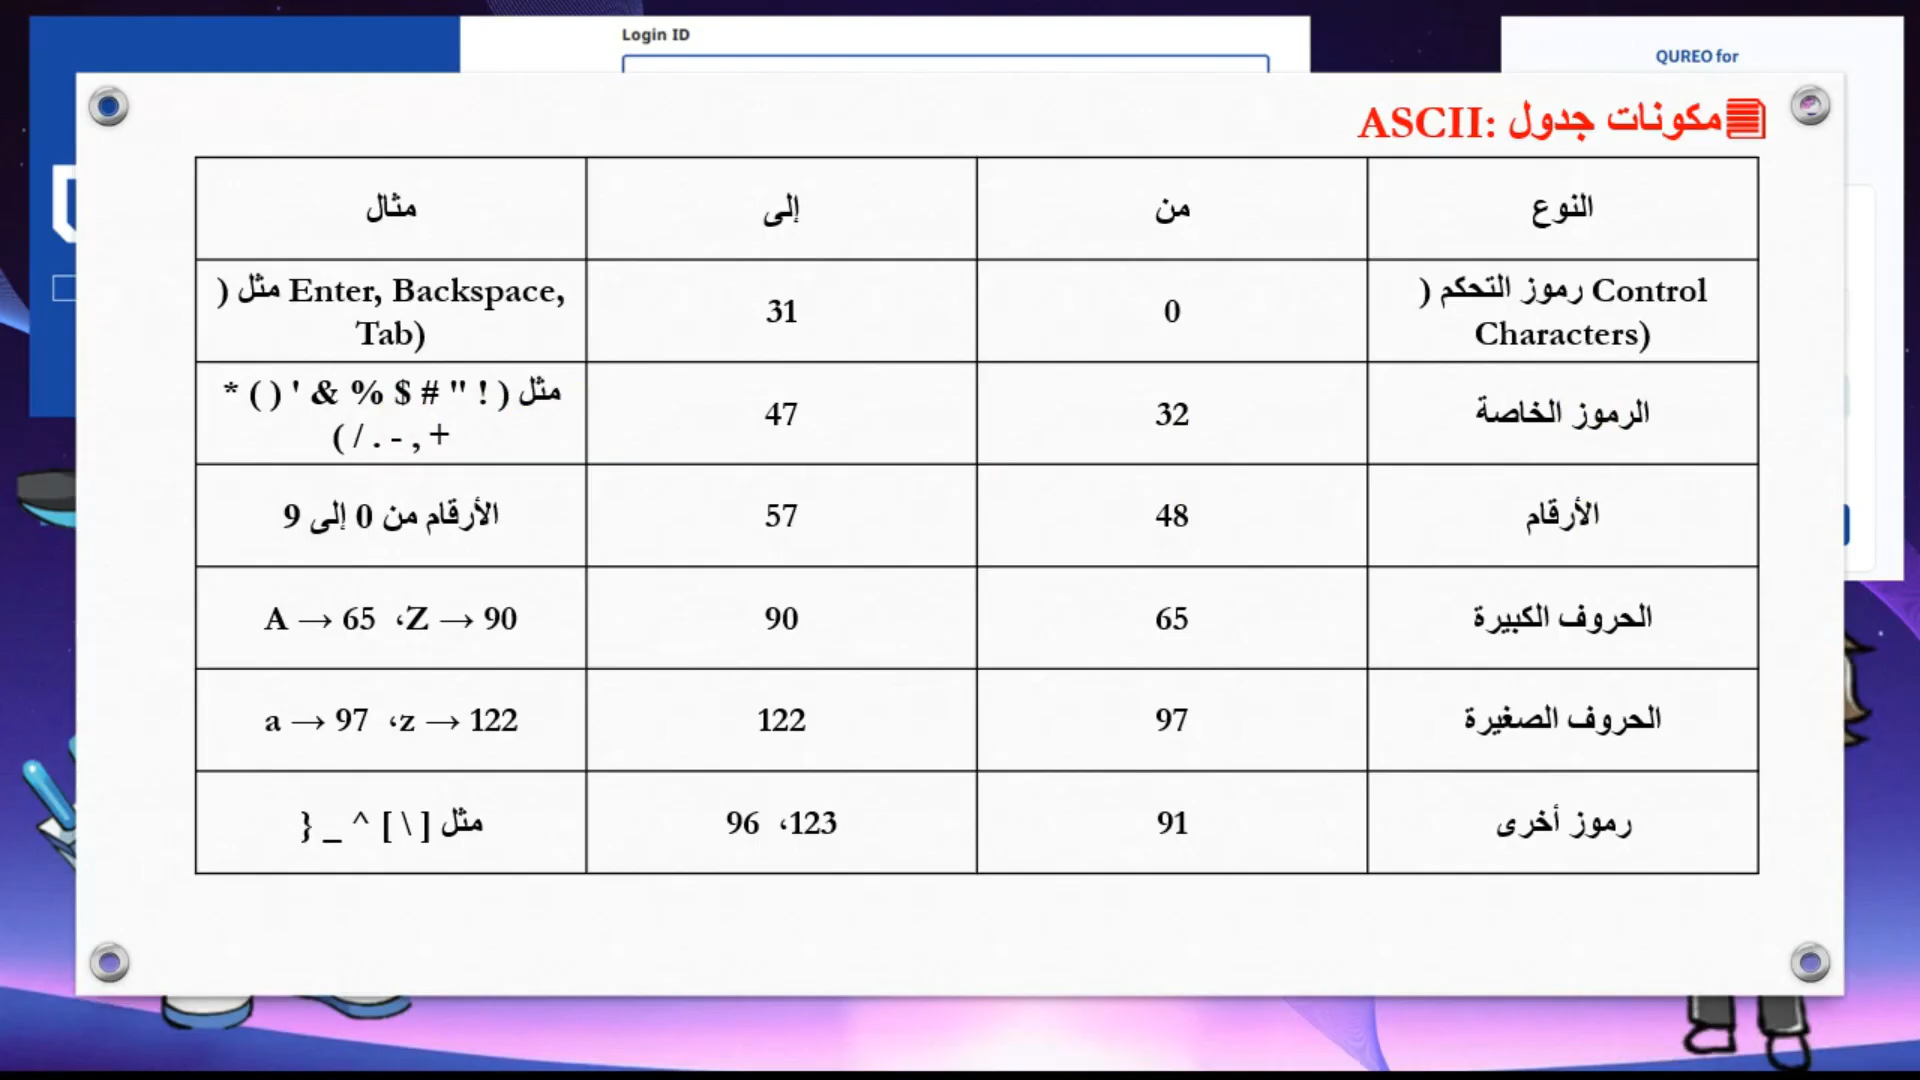 Login ID
QUREO for
مكونات جدول ASCII:
النوع من إلى مثال
رموز التحكم (Control 0 31 مثل (Enter, Backspace,
Characters) Tab)
الرموز الخاصة 32 47 مثل ( ! " # $ % & ' ( ) *
+ , - . / )
الأرقام 48 57 الأرقام من 0 إلى 9
الحروف الكبيرة 65 90 A → 65 ،Z → 90
الحروف الصغيرة 97 122 a → 97 ،z → 122
رموز أخرى 91 96 ،123 مثل [ \ ] ^ _ {